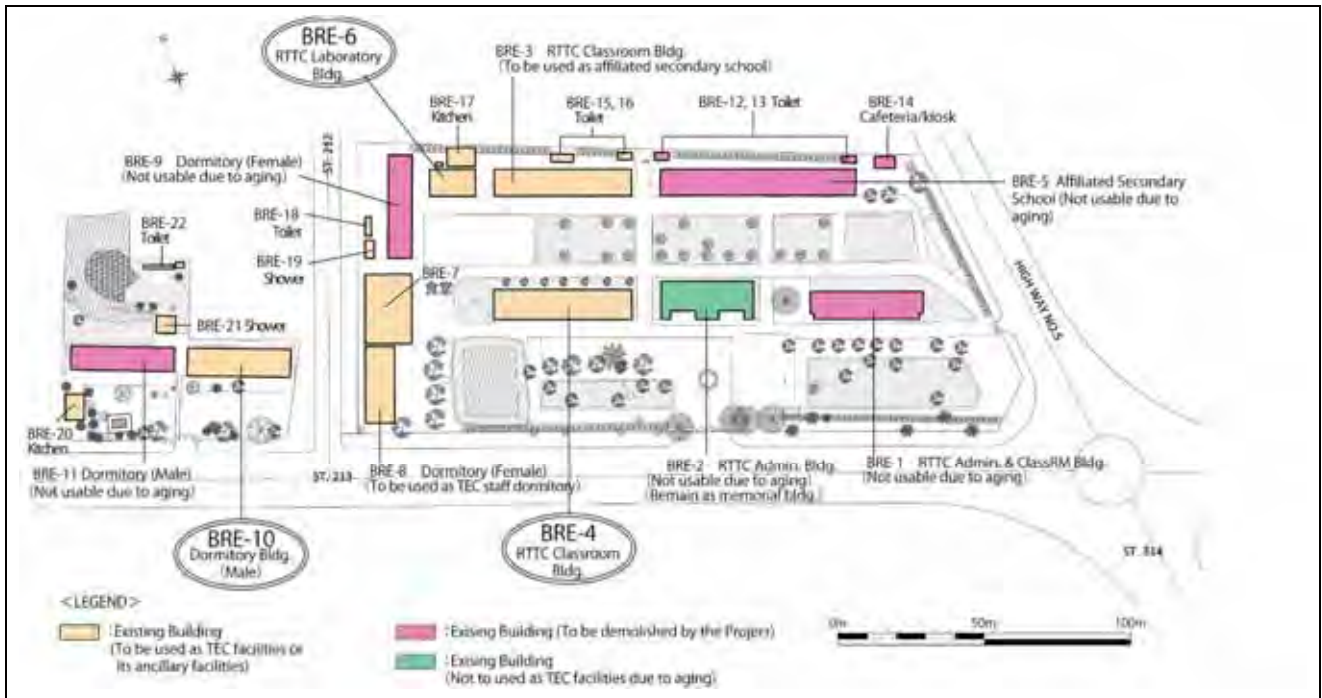 BRE-6
RTTC Laboratory
Bldg.
BRE-3 RTTC Classroom Bldg.
(To be used as affiliated secondary school)
BRE-17
Kitchen
BRE-15, 16
Toilet
BRE-12, 13 Toilet
BRE-14
Cafeteria/kiosk
BRE-9 Dormitory (Female)
(Not usable due to aging)
ST. 212
BRE-5 Affiliated Secondary
School (Not usable due to
aging)
BRE-18
Toilet
BRE-22
Toilet
BRE-19
Shower
BRE-7
食堂
HIGH WAY NO.5
BRE-21 Shower
BRE-20
Kitchen
BRE-11 Dormitory (Male)
(Not usable due to aging)
ST. 233
BRE-8 Dormitory (Female)
(To be used as TEC staff dormitory)
BRE-2 RTTC Admin. Bldg.
(Not usable due to aging)
(Remain as memorial bldg.)
BRE-1 RTTC Admin. & ClassRM Bldg.
(Not usable due to aging)
BRE-10
Dormitory Bldg.
(Male)
BRE-4
RTTC Classroom
Bldg.
ST. 314
<LEGEND>
:Existing Building
(To be used as TEC facilities or
its ancillary facilities)
:Exising Building (To be demolished by the Project)
:Exising Building
(Not to used as TEC facilities due to aging)
0m 50m 100m